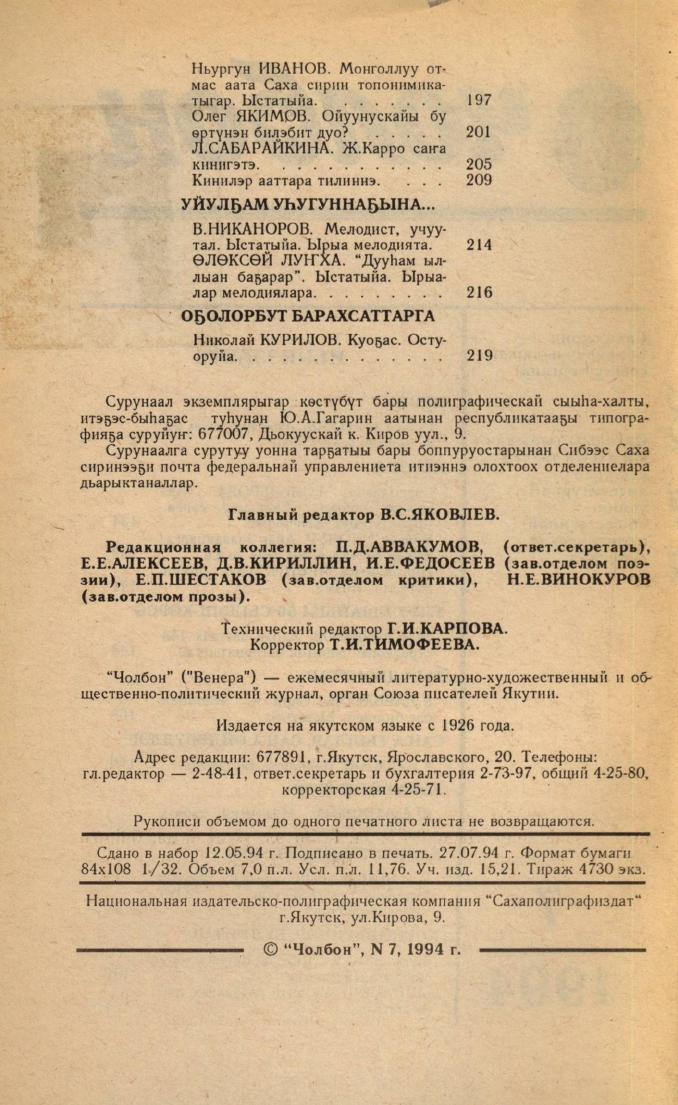 Ньургун ИВАНОВ. Монголлуу от-
мас аата Саха сирин топонимика-
тыгар. Ыстатыйа. . . . . . . . 197
Олег ЯКИМОВ. Ойуунускайы бу
өртүнэн билэбит дуо? . . . . . 201
Л.САБАРАЙКИНА. Ж.Карро саҥа
кинигэтэ. . . . . . . . . . . . 205
Кинилэр ааттара тилиннэ. . . . 209
УЙУЛҔАМ УҺУГУННАҔЫНА...
В.НИКАНОРОВ. Мелодист, учуу-
тал. Ыстатыйа. Ырыа мелодията. 214
ӨЛӨКСӨЙ ЛУҤХА. “Дууһам ыл-
лыан баҕарар”. Ыстатыйа. Ырыа-
лар мелодиялара. . . . . . . . . 216
ОҔОЛОРБУТ БАРАХСАТТАРГА
Николай КУРИЛОВ. Куоҕас. Осту-
оруйа. . . . . . . . . . . . . . 219
Сурунаал экземплярыгар көстүбүт бары полиграфическай сыыһа-халты,
итэҕэс-быһаҕас туһунан Ю.А.Гагарин аатынан республикатааҕы типогра-
фияҕа суруйуҥ: 677007, Дьокуускай к. Киров уул., 9.
Сурунаалга суруттуу уонна тарҕатыы бары боппуруостарынан Сибээс Саха
сиринээҕи почта федеральнай управлениета итиэннэ олохтоох отделениелара
дьарыктаналлар.
Главный редактор В.С.ЯКОВЛЕВ.
Редакционная коллегия: П.Д.АВВАКУМОВ, (ответ.секретарь),
Е.Е.АЛЕКСЕЕВ, Д.В.КИРИЛЛИН, И.Е.ФЕДОСЕЕВ (зав.отделом поэ-
зии), Е.П.ШЕСТАКОВ (зав.отделом критики), Н.Е.ВИНОКУРОВ
(зав.отделом прозы).
Технический редактор Г.И.КАРПОВА.
Корректор Т.И.ТИМОФЕЕВА.
“Чолбон” ("Венера") — ежемесячный литературно-художественный и об-
щественно-политический журнал, орган Союза писателей Якутии.
Издается на якутском языке с 1926 года.
Адрес редакции: 677891, г.Якутск, Ярославского, 20. Телефоны:
гл.редактор — 2-48-41, ответ.секретарь и бухгалтерия 2-73-97, общий 4-25-80,
корректорская 4-25-71.
Рукописи объемом до одного печатного листа не возвращаются.
Сдано в набор 12.05.94 г. Подписано в печать. 27.07.94 г. Формат бумаги
84x108 1/32. Объем 7,0 п.л. Усл. п.л. 11,76. Уч. изд. 15,21. Тираж 4730 экз.
Национальная издательско-полиграфическая компания “Сахаполиграфиздат“
г.Якутск, ул.Кирова, 9.
© “Чолбон”, N 7, 1994 г.